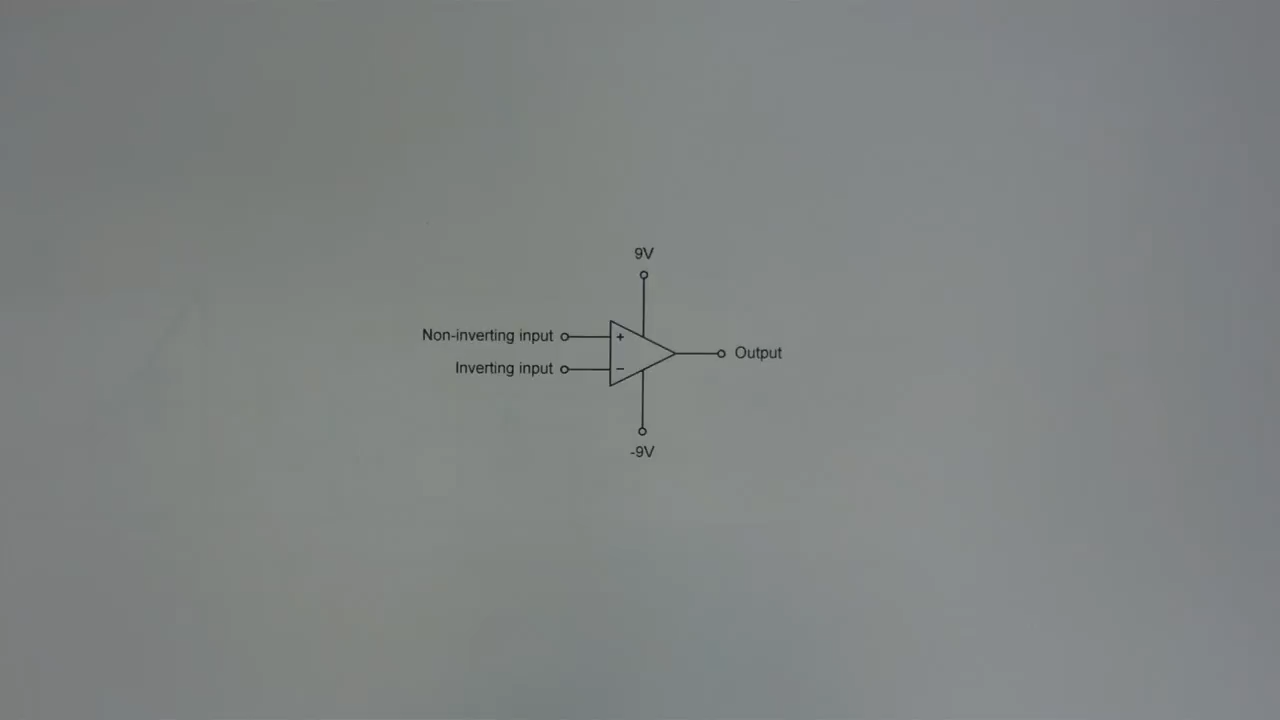 9V
Non-inverting input
+
Inverting input
−
Output
-9V